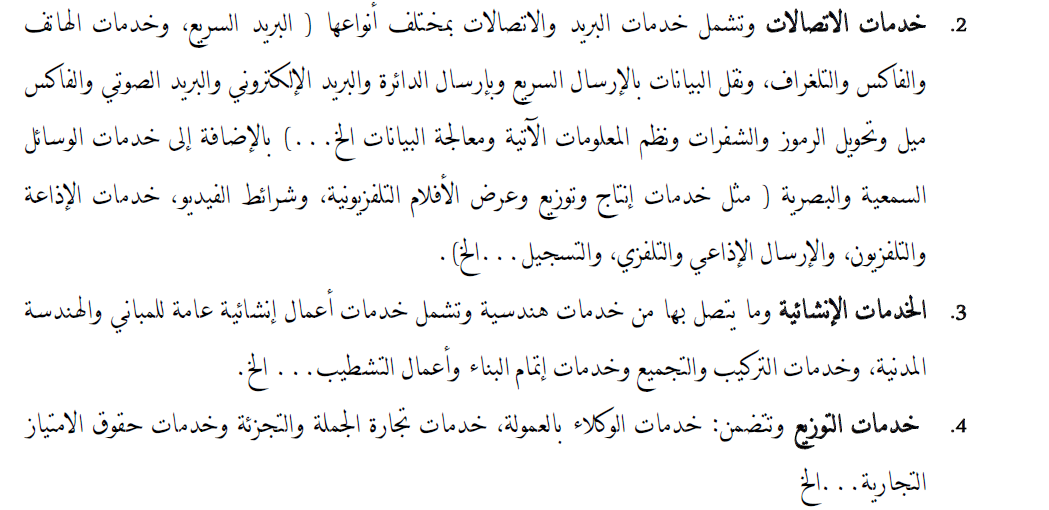 2. خدمات الاتصالات وتشمل خدمات البريد والاتصالات بمختلف أنواعها ( البريد السريع، وخدمات الهاتف
والفاكس والتلغراف، ونقل البيانات بالإرسال السريع وبإرسال الدائرة والبريد الإلكتروني والبريد الصوتي والفاكس
ميل وتحويل الرموز والشفرات ونظم المعلومات الآتية ومعالجة البيانات الخ...) بالإضافة إلى خدمات الوسائل
السمعية والبصرية ( مثل خدمات إنتاج وتوزيع وعرض الأفلام التلفزيونية، وشرائط الفيديو، خدمات الإذاعة
والتلفزيون، والإرسال الإذاعي والتلفزي، والتسجيل...الخ).
3. الخدمات الإنشائية وما يتصل بها من خدمات هندسية وتشمل خدمات أعمال إنشائية عامة للمباني والهندسة
المدنية، وخدمات التركيب والتجميع وخدمات إتمام البناء وأعمال التشطيب... الخ.
4. خدمات التوزيع وتتضمن: خدمات الوكلاء بالعمولة، خدمات تجارة الجملة والتجزئة وخدمات حقوق الامتياز
التجارية...الخ